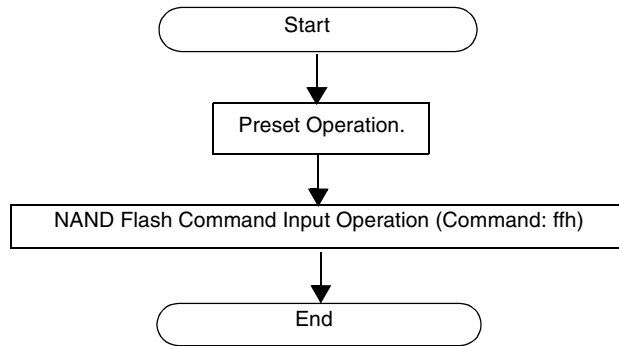 Start
Preset Operation.
NAND Flash Command Input Operation (Command: ffh)
End